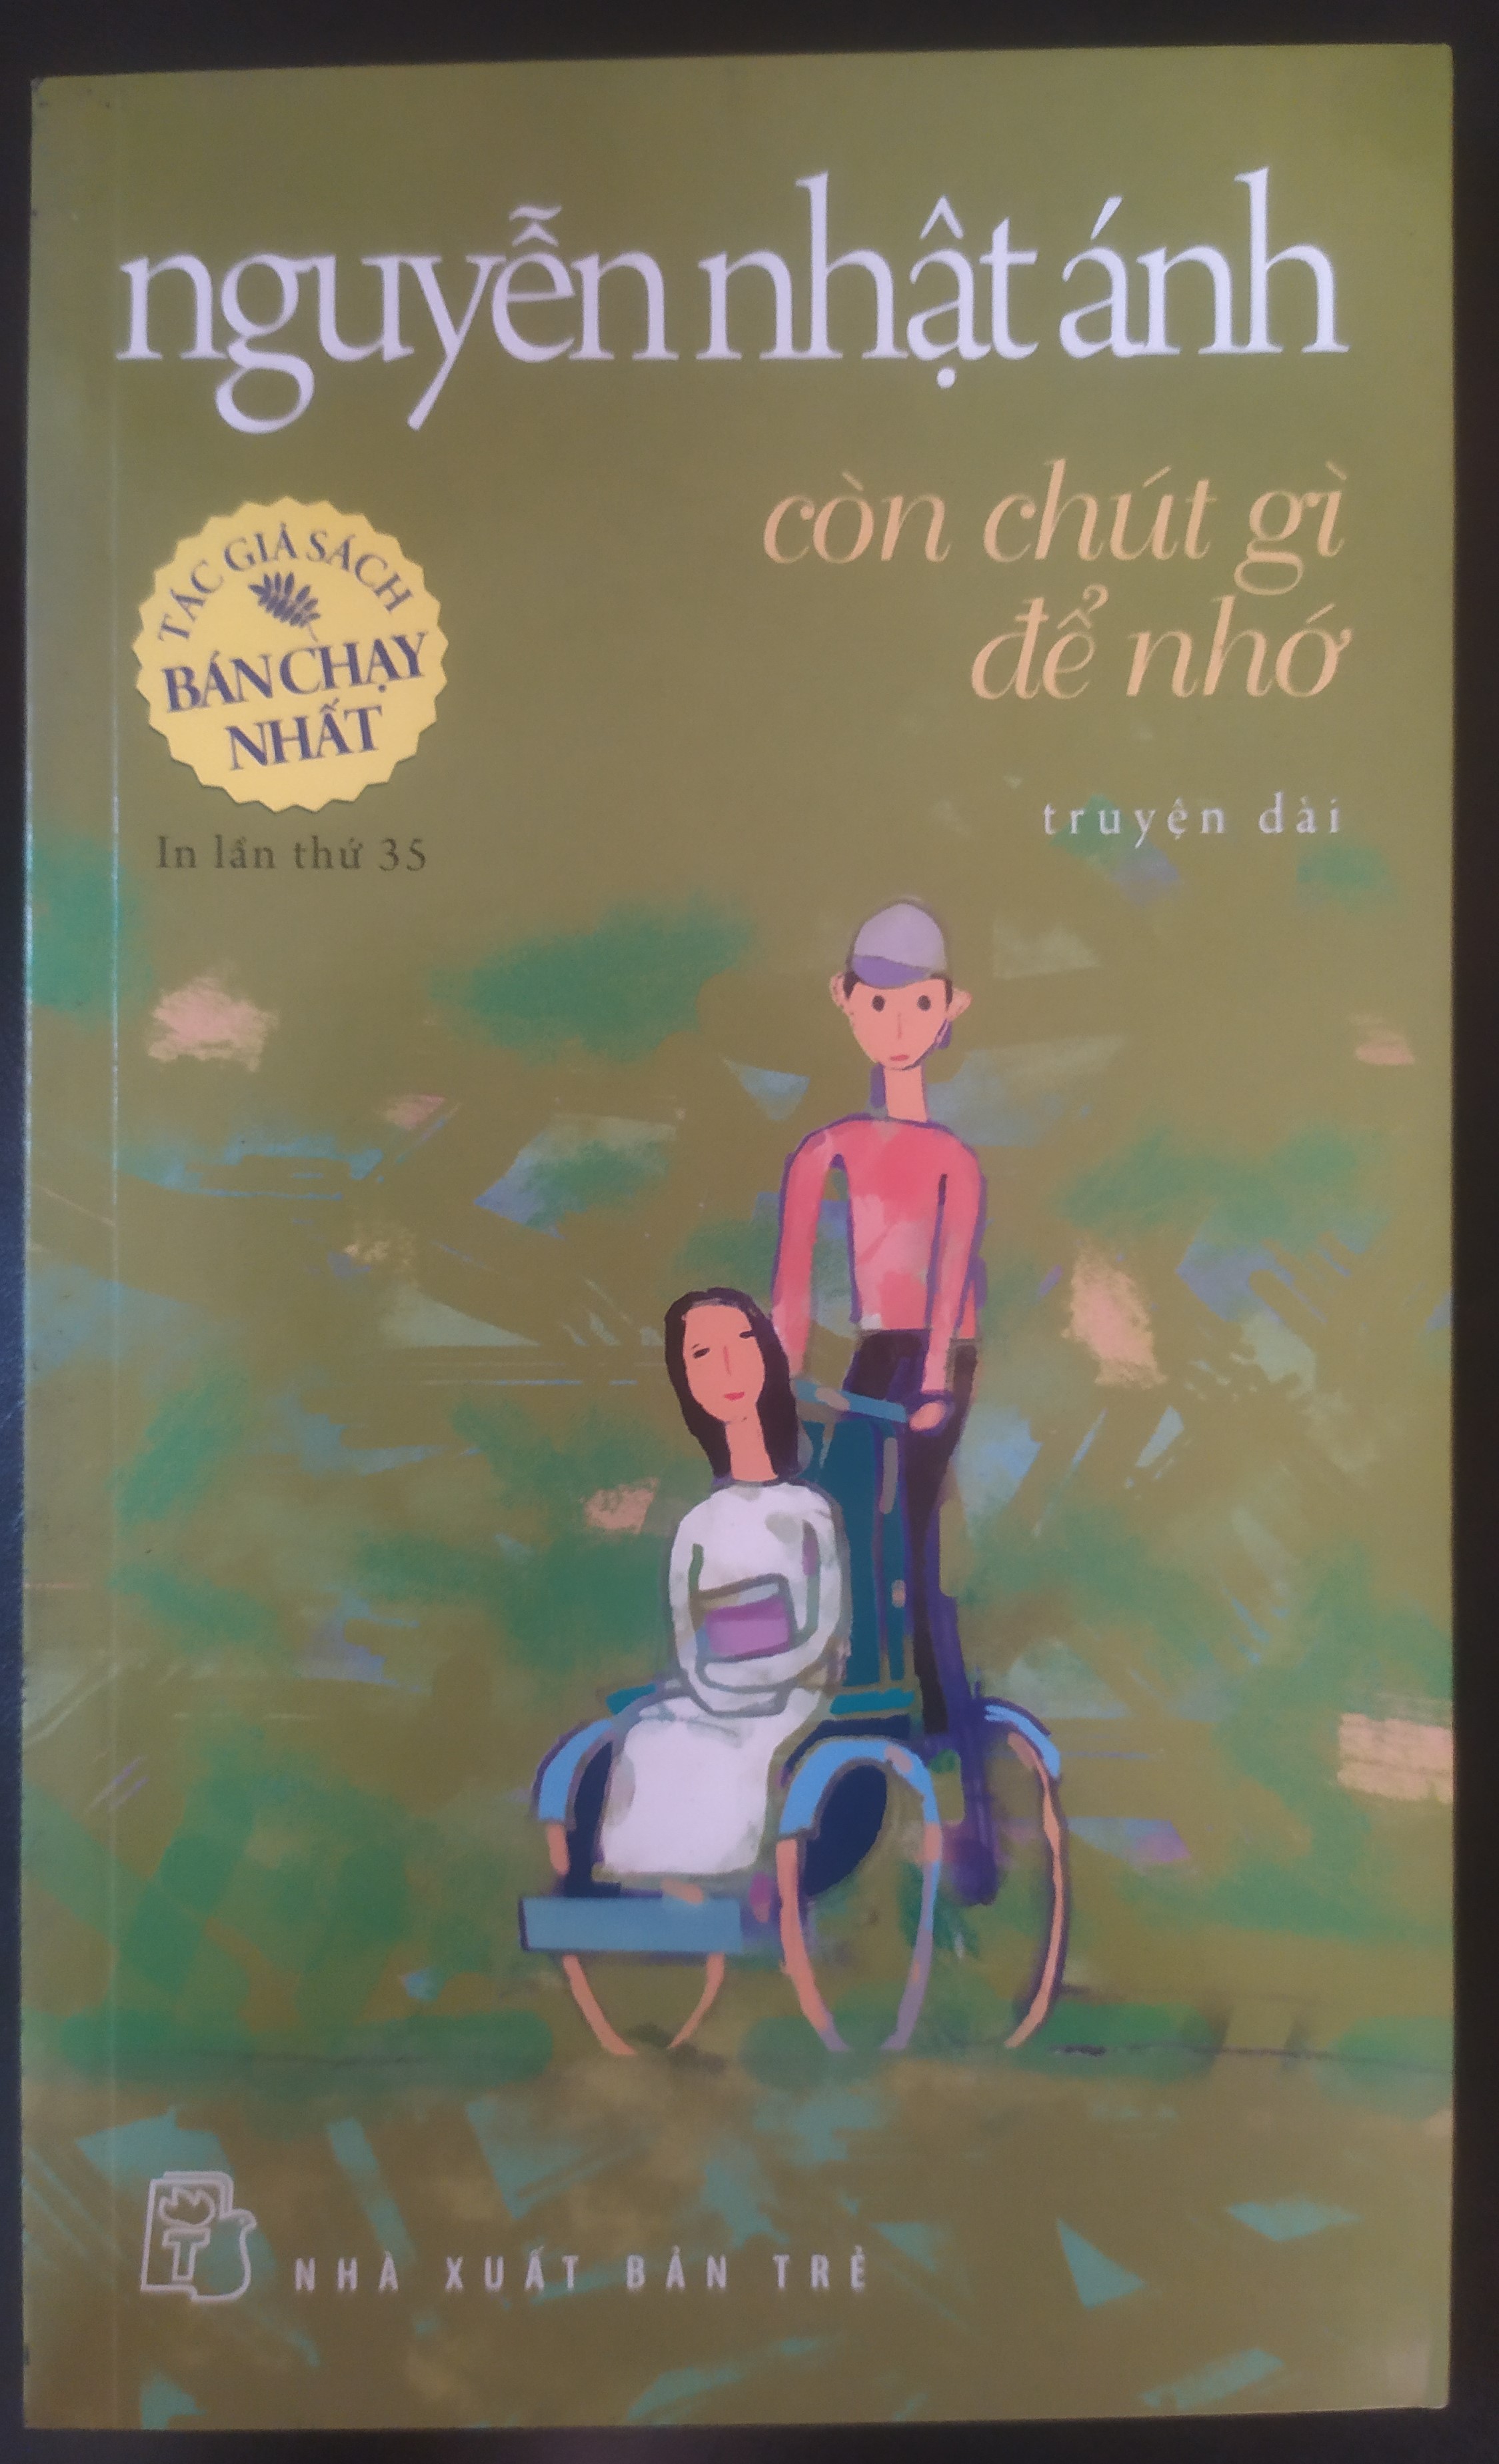 nguyễn nhật ánh
còn chút gì
để nhớ
TÁC GIẢ SÁCH
BÁN CHẠY
NHẤT
In lần thứ 35
truyện dài
T
NHÀ XUẤT BẢN TRẺ